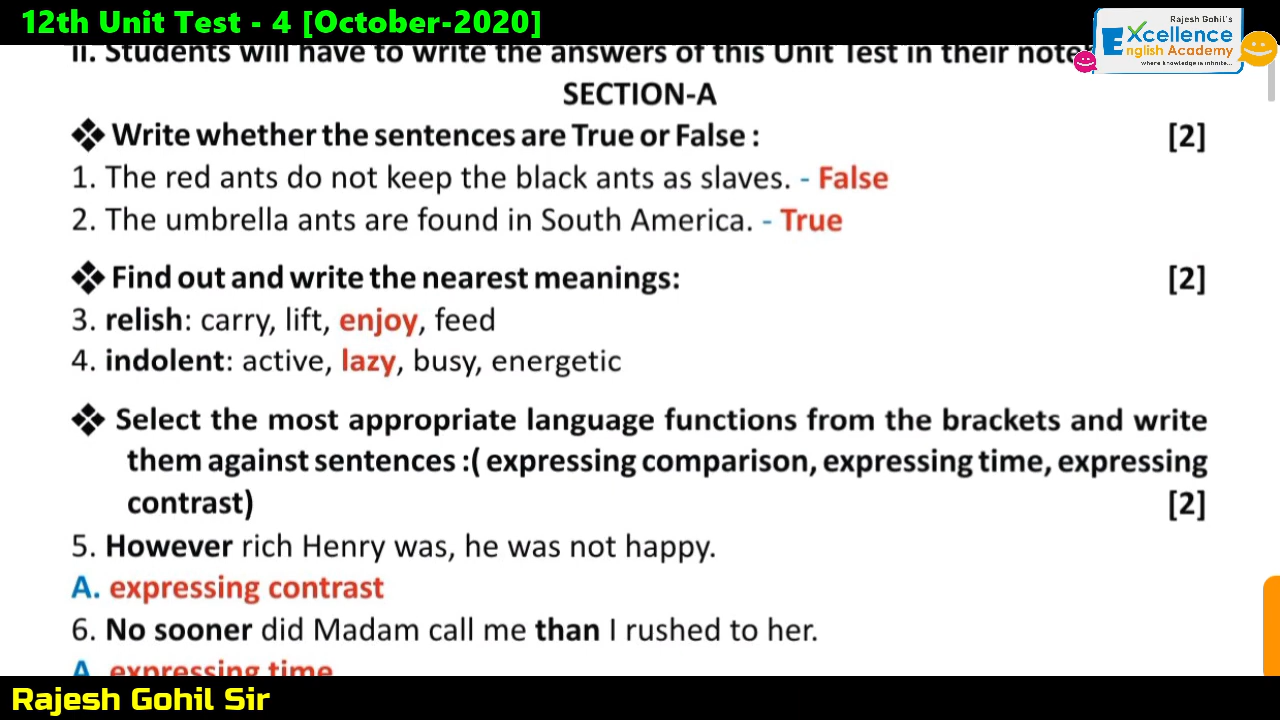 12th Unit Test - 4 [October-2020]
Rajesh Gohil's
Excellence
English Academy
where knowledge is infinite...
II. Students will have to write the answers of this Unit Test in their
SECTION-A
❖ Write whether the sentences are True or False : [2]
1. The red ants do not keep the black ants as slaves. - False
2. The umbrella ants are found in South America. - True
❖ Find out and write the nearest meanings: [2]
3. relish: carry, lift, enjoy, feed
4. indolent: active, lazy, busy, energetic
❖ Select the most appropriate language functions from the brackets and write
them against sentences :( expressing comparison, expressing time, expressing
contrast) [2]
5. However rich Henry was, he was not happy.
A. expressing contrast
6. No sooner did Madam call me than I rushed to her.
A. expressing time
Rajesh Gohil Sir